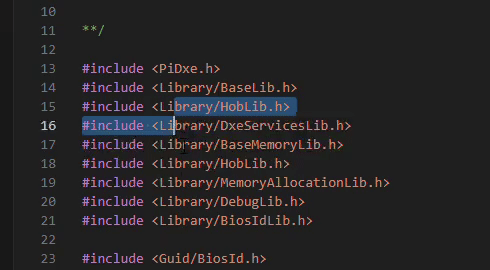 10
11 **/
12
13 #include <PiDxe.h>
14 #include <Library/BaseLib.h>
15 #include <Library/HobLib.h>
16 #include <Library/DxeServicesLib.h>
17 #include <Library/BaseMemoryLib.h>
18 #include <Library/HobLib.h>
19 #include <Library/MemoryAllocationLib.h>
20 #include <Library/DebugLib.h>
21 #include <Library/BiosIdLib.h>
22
23 #include <Guid/BiosId.h>